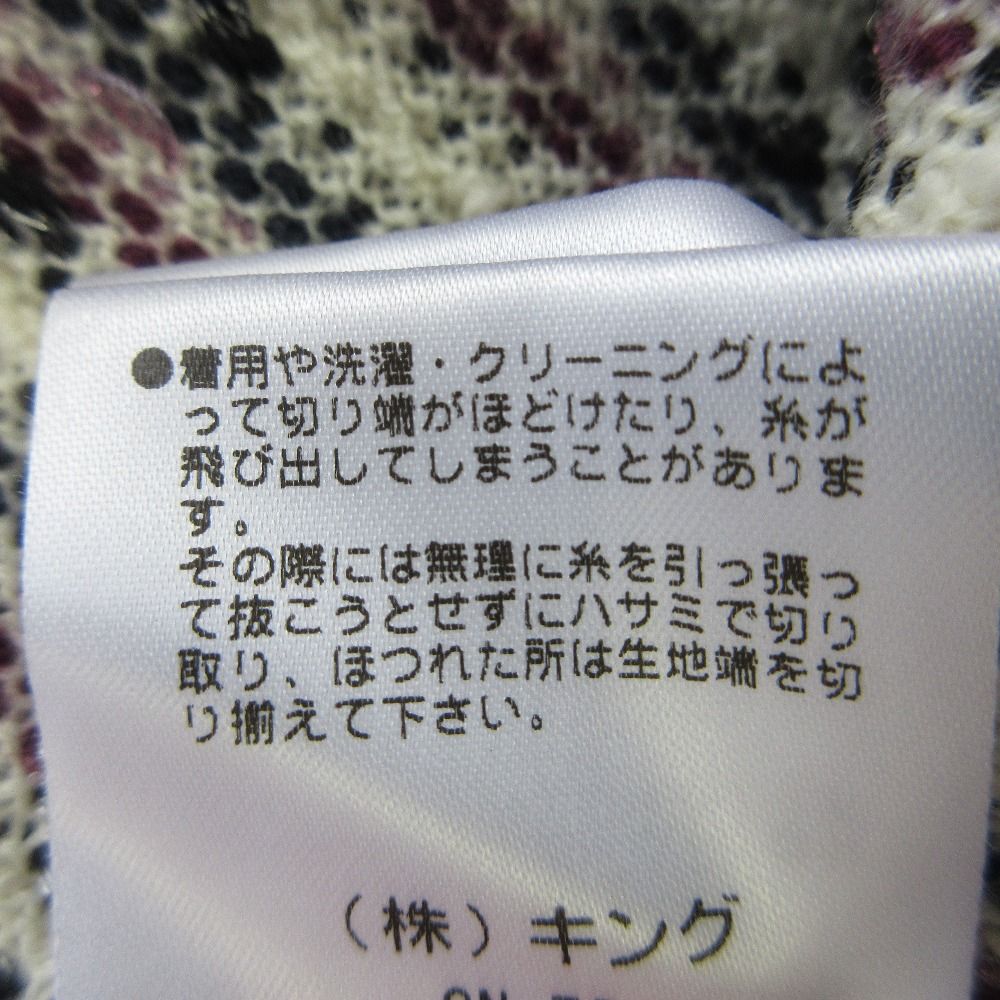 ●着用や洗濯・クリーニングによ
って切り端がほどけたり、糸が
飛び出してしまうことがありま
す。
その際には無理に糸を引っ張っ
て抜こうとせずにハサミで切り
取り、ほつれた所は生地端を切
り揃えて下さい。
（株）キング